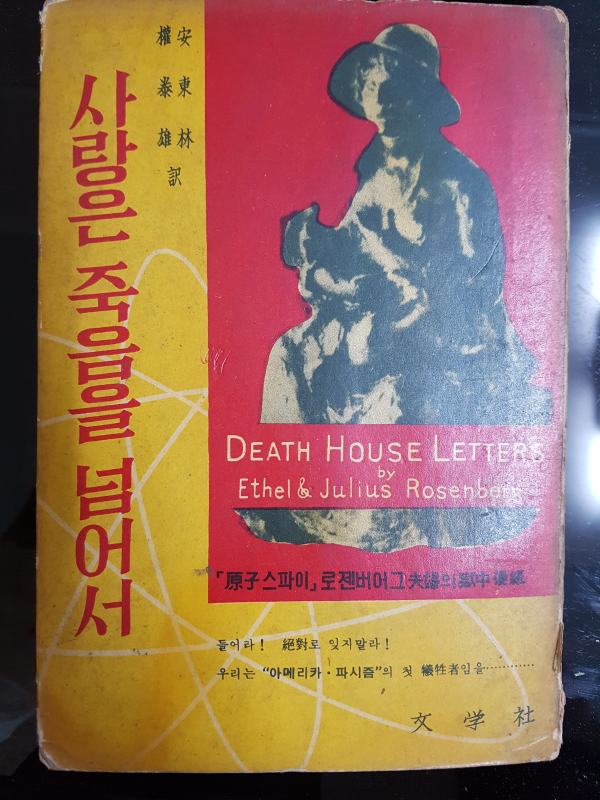 安東林
權泰雄
訳
사랑은 죽음을 넘어서
DEATH HOUSE LETTERS
by
Ethel & Julius Rosenberg
「原子스파이」로젠버어그夫婦의獄中便紙
들어라! 絕對로 잊지말라!
우리는 “아메리카·파시즘”의 첫 犧牲者임을…………
文学社